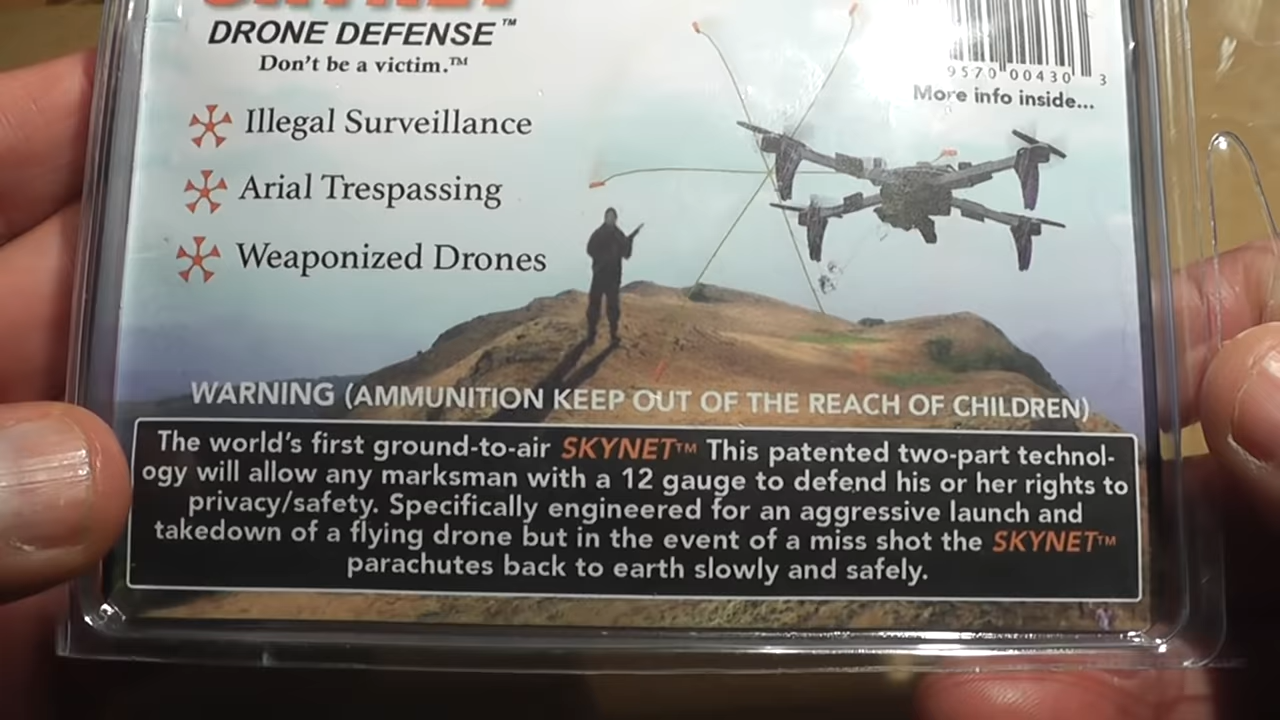 DRONE DEFENSE™
Don't be a victim.™
Illegal Surveillance
Arial Trespassing
Weaponized Drones
9570 00430 3
More info inside...
WARNING (AMMUNITION KEEP OUT OF THE REACH OF CHILDREN)
The world's first ground-to-air SKYNET™ This patented two-part technol-
ogy will allow any marksman with a 12 gauge to defend his or her rights to
privacy/safety. Specifically engineered for an aggressive launch and
takedown of a flying drone but in the event of a miss shot the SKYNET™
parachutes back to earth slowly and safely.